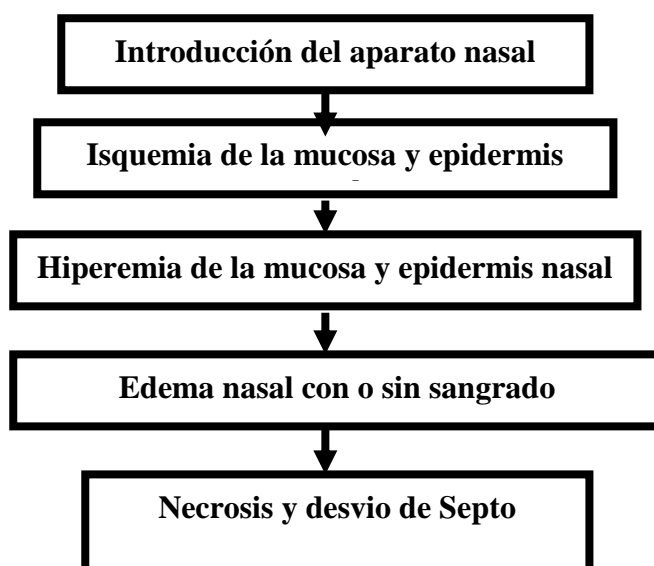 Introducción del aparato nasal
Isquemia de la mucosa y epidermis
Hiperemia de la mucosa y epidermis nasal
Edema nasal con o sin sangrado
Necrosis y desvio de Septo